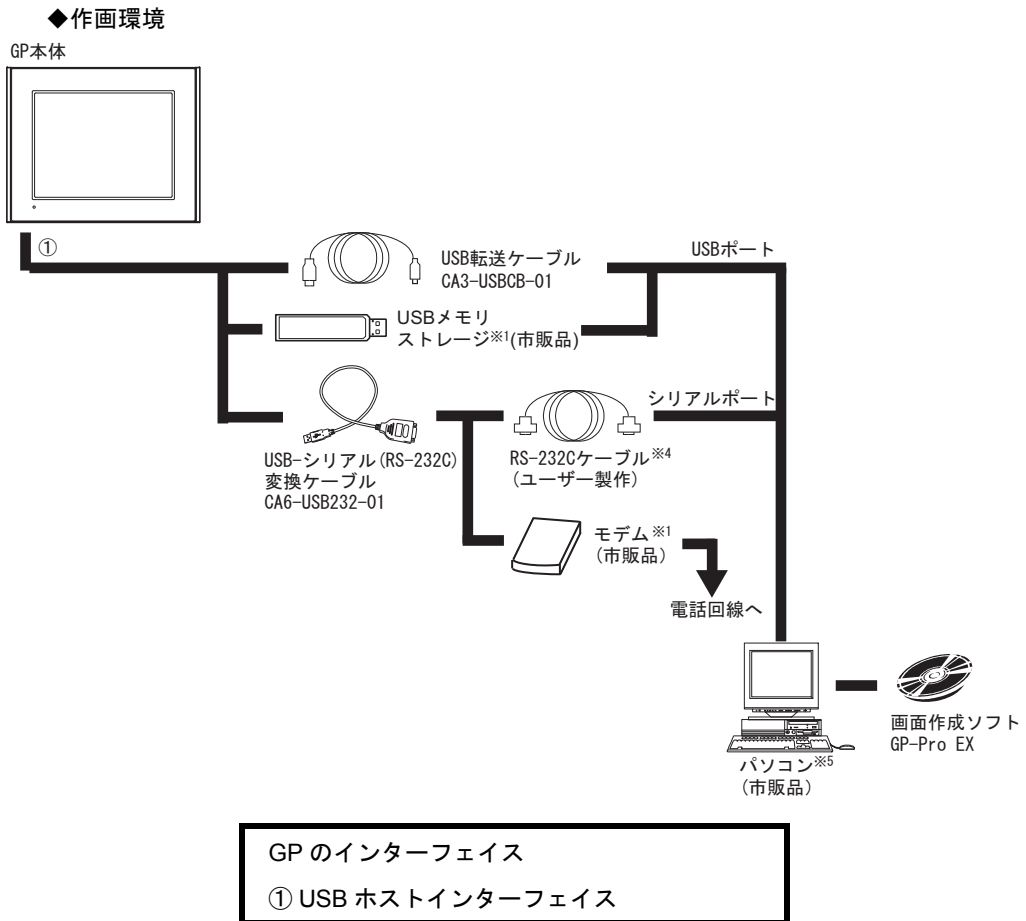 ◆作画環境
GP本体
①
USB転送ケーブル
CA3-USBCB-01
USBポート
USBメモリ
ストレージ※1(市販品)
シリアルポート
USB-シリアル(RS-232C)
変換ケーブル
CA6-USB232-01
RS-232Cケーブル※4
(ユーザー製作)
モデム※1
(市販品)
電話回線へ
パソコン※5
(市販品)
画面作成ソフト
GP-Pro EX
GP のインターフェイス
① USB ホストインターフェイス